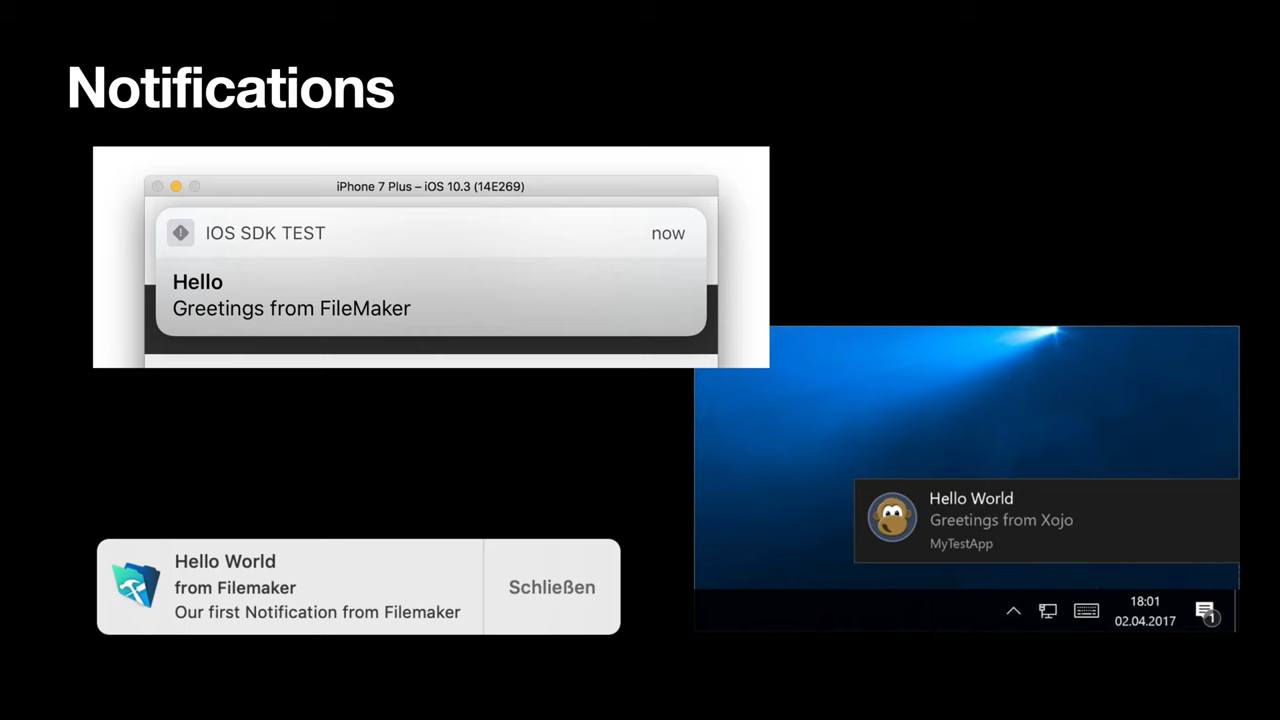 Notifications
iPhone 7 Plus – iOS 10.3 (14E269)
IOS SDK TEST
now
Hello
Greetings from FileMaker
Hello World
Greetings from Xojo
MyTestApp
Hello World
from Filemaker
Our first Notification from Filemaker
Schließen
18:01
02.04.2017
1